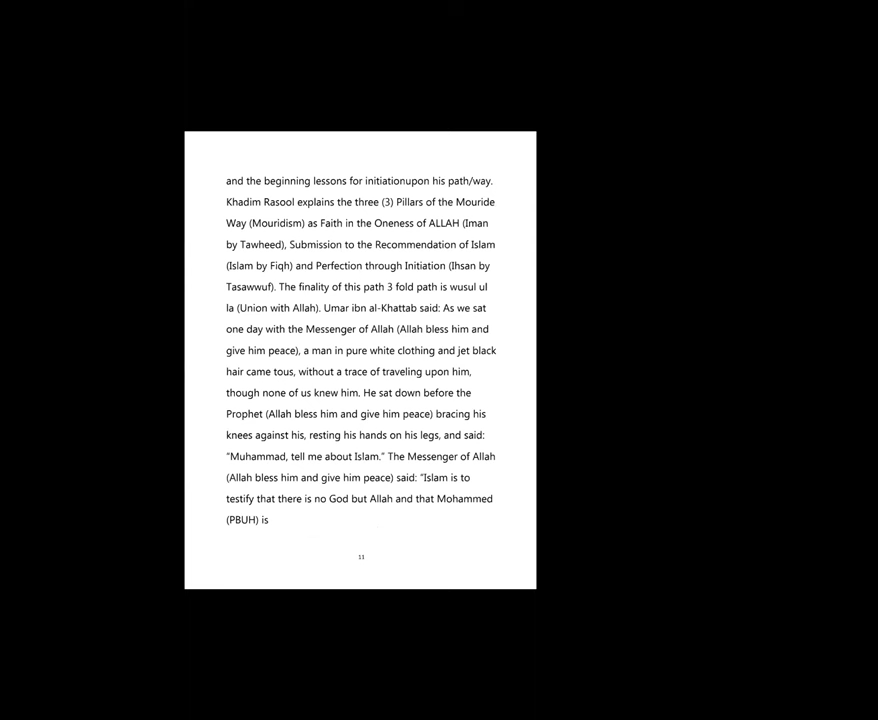 and the beginning lessons for initiationupon his path/way.
Khadim Rasool explains the three (3) Pillars of the Mouride
Way (Mouridism) as Faith in the Oneness of ALLAH (Iman
by Tawheed), Submission to the Recommendation of Islam
(Islam by Fiqh) and Perfection through Initiation (Ihsan by
Tasawwuf). The finality of this path 3 fold path is wusul ul
la (Union with Allah). Umar ibn al-Khattab said: As we sat
one day with the Messenger of Allah (Allah bless him and
give him peace), a man in pure white clothing and jet black
hair came tous, without a trace of traveling upon him,
though none of us knew him. He sat down before the
Prophet (Allah bless him and give him peace) bracing his
knees against his, resting his hands on his legs, and said:
“Muhammad, tell me about Islam.” The Messenger of Allah
(Allah bless him and give him peace) said: “Islam is to
testify that there is no God but Allah and that Mohammed
(PBUH) is
11